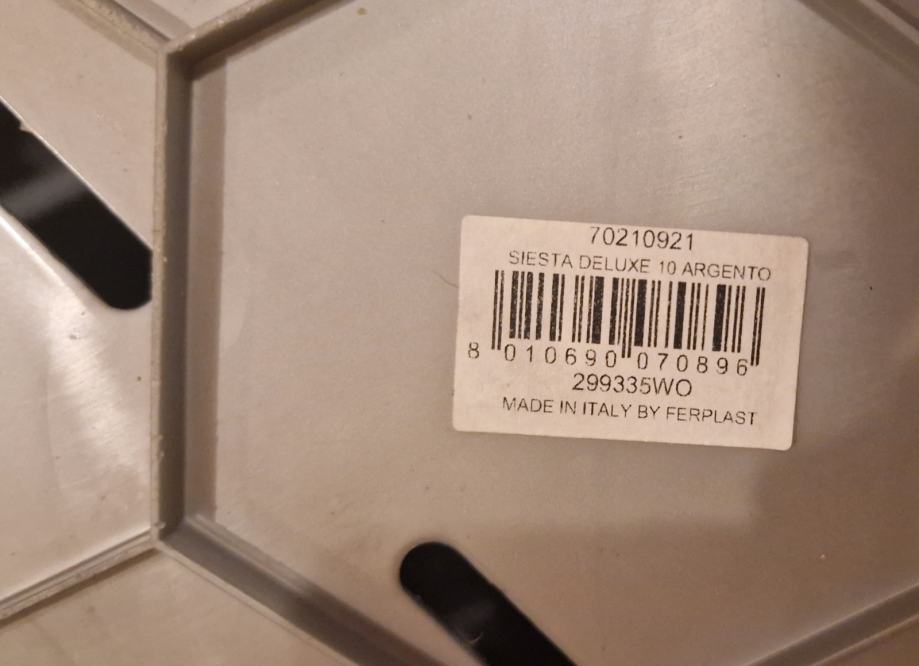 70210921
SIESTA DELUXE 10 ARGENTO
8 010690 070896
299335WO
MADE IN ITALY BY FERPLAST